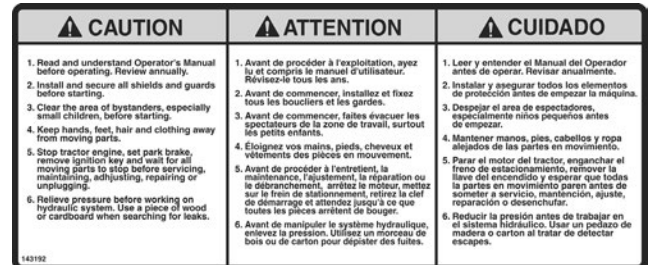 CAUTION
1. Read and understand Operator's Manual
before operating. Review annually.
2. Install and secure all shields and guards
before starting.
3. Clear the area of bystanders, especially
small children, before starting.
4. Keep hands, feet, hair and clothing away
from moving parts.
5. Stop tractor engine, set park brake,
remove ignition key and wait for all
moving parts to stop before servicing,
maintaining, adhjusting, repairing or
unplugging.
6. Relieve pressure before working on
hydraulic system. Use a piece of wood
or cardboard when searching for leaks.
143192
ATTENTION
1. Avant de procéder à l'exploitation, ayez
lu et compris le manuel d'utilisateur.
Révisez-le tous les ans.
2. Avant de commencer, installez et fixez
tous les boucliers et les gardes.
3. Avant de commencer, faites évacuer les
spectateurs de la zone de travail, surtout
les petits enfants.
4. Éloignez vos mains, pieds, cheveux et
vêtements des pièces en mouvement.
5. Avant de procéder à l'entretient, la
maintenance, l'ajustement, la réparation ou
le débranchement, arrêtez le moteur, mettez
sur le frein de stationnement, retirez la clef
de démarrage et attendez jusqu'à ce que
toutes les pièces arrêtent de bouger.
6. Avant de manipuler le système hydraulique,
enlevez la pression. Utilisez un morceau de
bois ou de carton pour dépister des fuites.
CUIDADO
1. Leer y entender el Manual del Operador
antes de operar. Revisar anualmente.
2. Instalar y asegurar todos los elementos
de protección antes de empezar la máquina.
3. Despejar el area de espectadores,
especialmente niños pequeños antes
de empezar.
4. Mantener manos, pies, cabellos y ropa
alejados de las partes en movimiento.
5. Parar el motor del tractor, enganchar el
freno de estacionamiento, remover la
llave del encendido y esperar que todas
la partes en movimiento paren antes de
someter a servicio, mantención, ajuste,
reparación o desenchufar.
6. Reducir la presión antes de trabajar en
el sistema hidráulico. Usar un pedazo de
madera o carton al tratar de detectar
escapes.